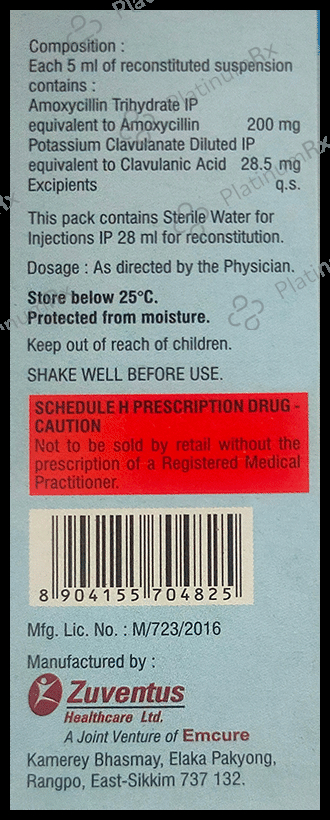 Composition :
Each 5 ml of reconstituted suspension
contains :
Amoxycillin Trihydrate IP
equivalent to Amoxycillin 200 mg
Potassium Clavulanate Diluted IP
equivalent to Clavulanic Acid 28.5 mg
Excipients q.s.
This pack contains Sterile Water for
Injections IP 28 ml for reconstitution.
Dosage : As directed by the Physician.
Store below 25°C.
Protected from moisture.
Keep out of reach of children.
SHAKE WELL BEFORE USE.
SCHEDULE H PRESCRIPTION DRUG -
CAUTION
Not to be sold by retail without the
prescription of a Registered Medical
Practitioner.
8 904155 704825
Mfg. Lic. No. : M/723/2016
Manufactured by :
Zuventus
Healthcare Ltd.
A Joint Venture of Emcure
Kamerey Bhasmay, Elaka Pakyong,
Rangpo, East-Sikkim 737 132.
PlatinumRx
PlatinumRx